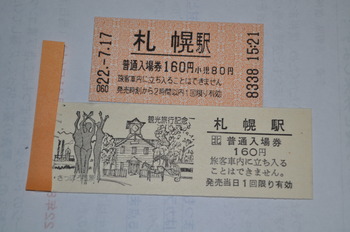 22.-7.17
060
札幌駅
普通入場券160円小児80円
旅客車内に立ち入ることはできません。
発売時刻から2時間以内1回限り有効
8338 15:21
観光旅行記念
さっぽろ
札幌駅
普通入場券
160円
旅客車内に立ち入る
ことはできません。
発売当日1回限り有効